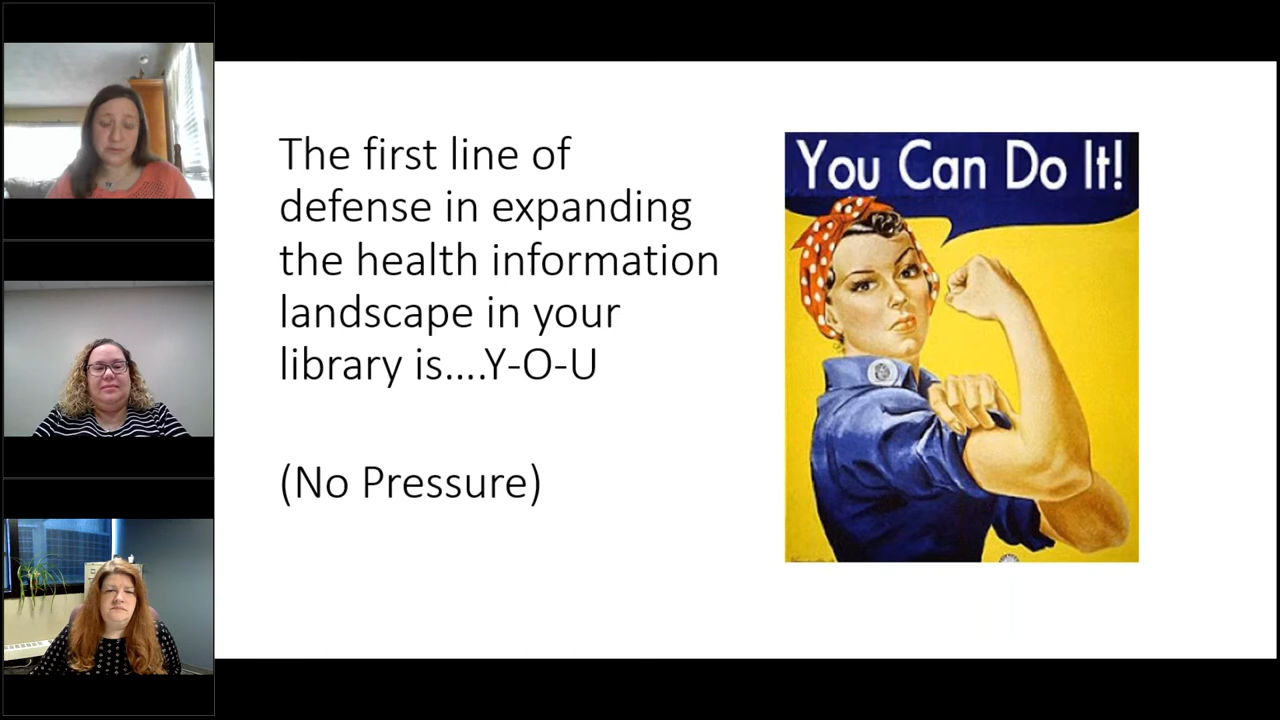 The first line of
defense in expanding
the health information
landscape in your
library is....Y-O-U
(No Pressure)
You Can Do It!